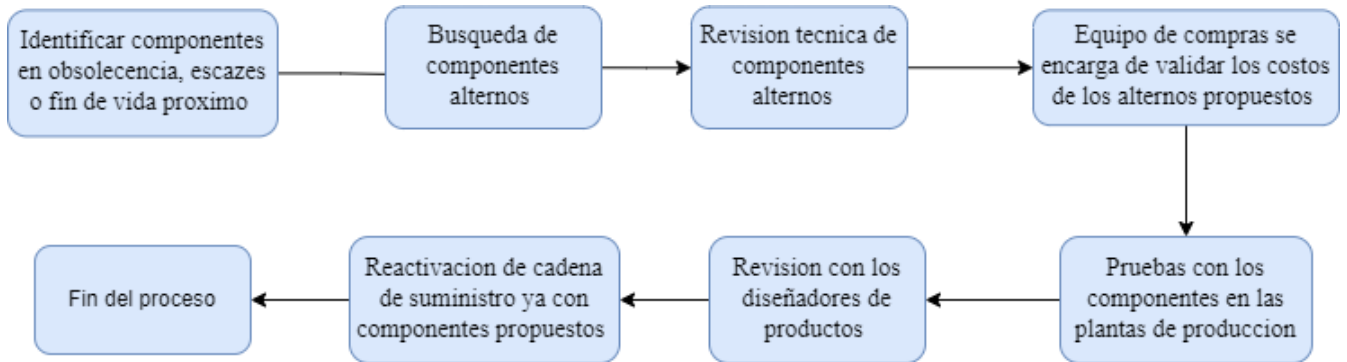 Identificar componentes
en obsolecencia, escazes
o fin de vida proximo
Busqueda de
componentes
alternos
Revision tecnica de
componentes
alternos
Equipo de compras se
encarga de validar los costos
de los alternos propuestos
Pruebas con los
componentes en las
plantas de produccion
Revision con los
diseñadores de
productos
Reactivacion de cadena
de suministro ya con
componentes propuestos
Fin del proceso